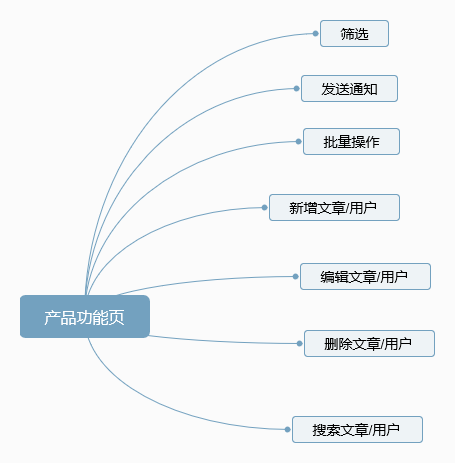 筛选
发送通知
批量操作
新增文章/用户
编辑文章/用户
产品功能页
删除文章/用户
搜索文章/用户